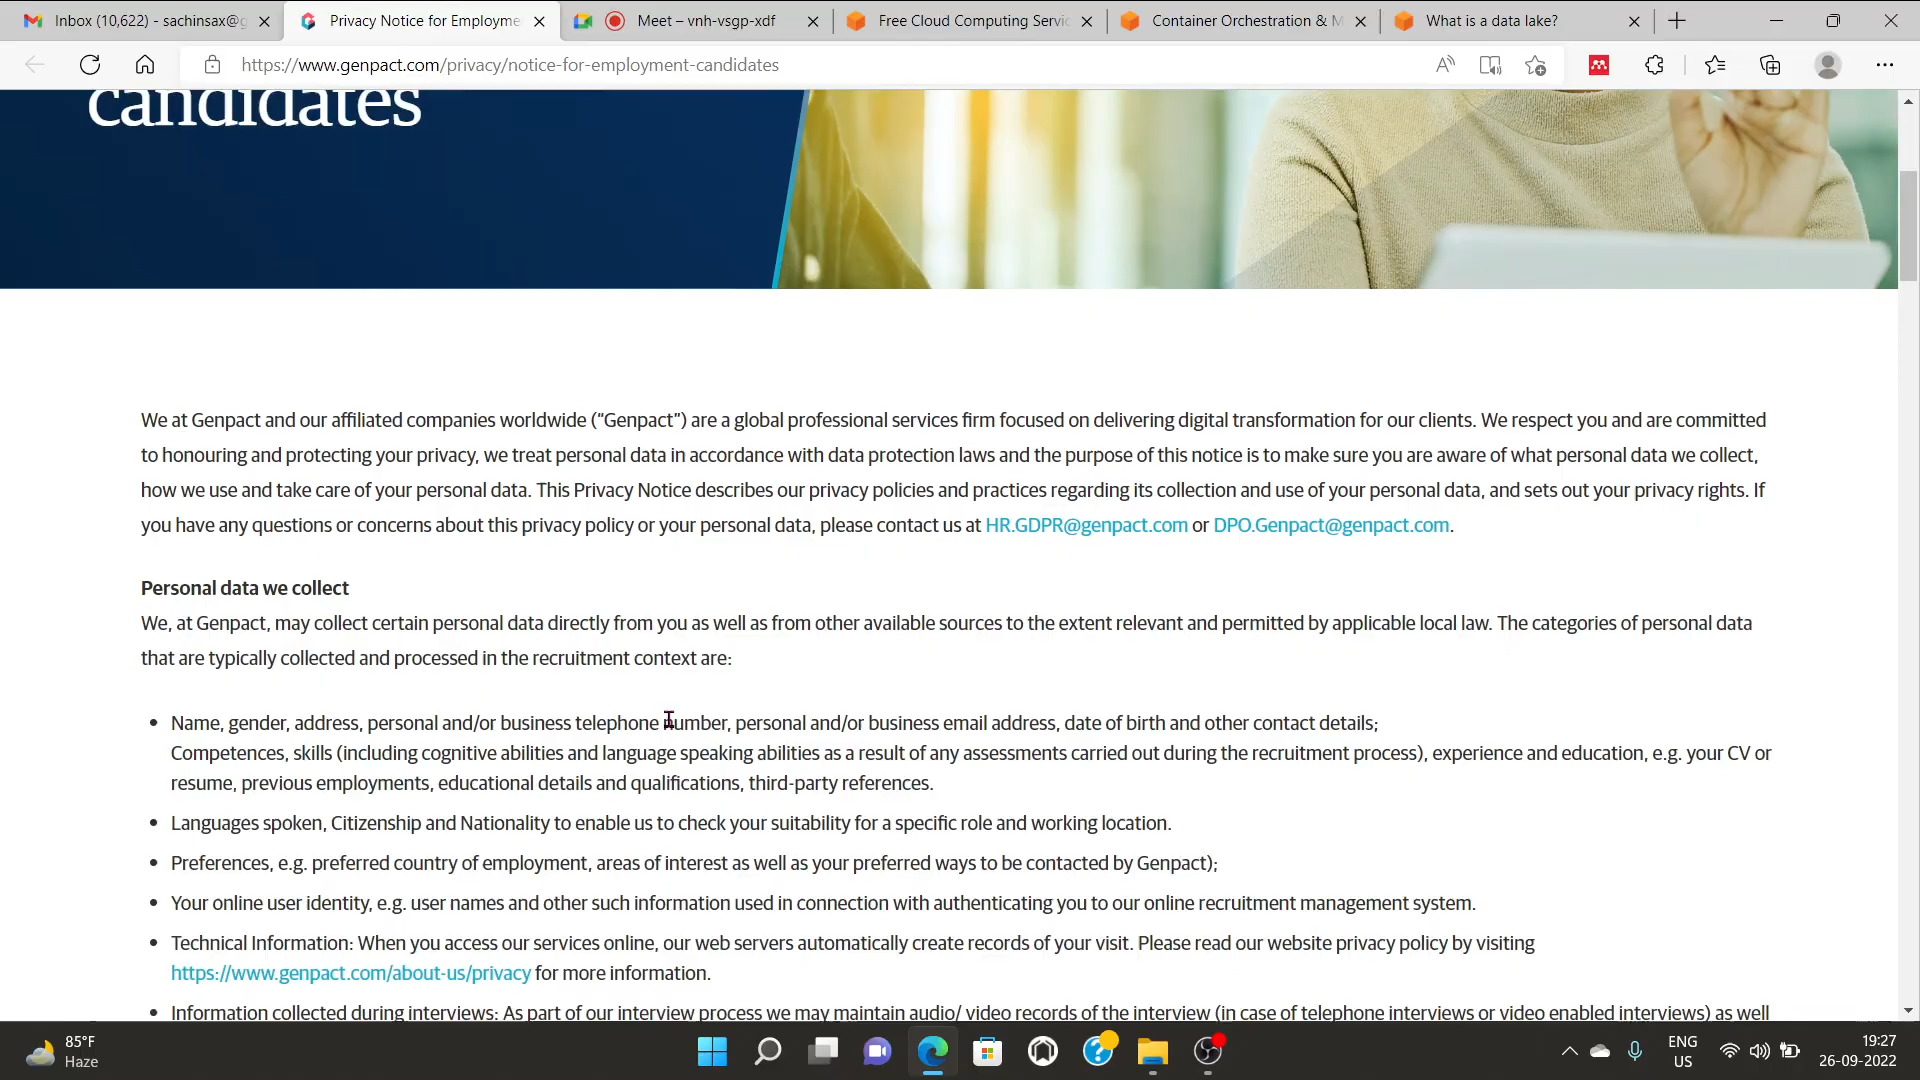 Inbox (10,622) - sachinsax@g
Privacy Notice for Employme
Meet – vnh-vsgp-xdf
Free Cloud Computing Servic
Container Orchestration & M
What is a data lake?
https://www.genpact.com/privacy/notice-for-employment-candidates
candidates
We at Genpact and our affiliated companies worldwide (“Genpact”) are a global professional services firm focused on delivering digital transformation for our clients. We respect you and are committed
to honouring and protecting your privacy, we treat personal data in accordance with data protection laws and the purpose of this notice is to make sure you are aware of what personal data we collect,
how we use and take care of your personal data. This Privacy Notice describes our privacy policies and practices regarding its collection and use of your personal data, and sets out your privacy rights. If
you have any questions or concerns about this privacy policy or your personal data, please contact us at HR.GDPR@genpact.com or DPO.Genpact@genpact.com.
Personal data we collect
We, at Genpact, may collect certain personal data directly from you as well as from other available sources to the extent relevant and permitted by applicable local law. The categories of personal data
that are typically collected and processed in the recruitment context are:
• Name, gender, address, personal and/or business telephone number, personal and/or business email address, date of birth and other contact details;
Competences, skills (including cognitive abilities and language speaking abilities as a result of any assessments carried out during the recruitment process), experience and education, e.g. your CV or
resume, previous employments, educational details and qualifications, third-party references.
• Languages spoken, Citizenship and Nationality to enable us to check your suitability for a specific role and working location.
• Preferences, e.g. preferred country of employment, areas of interest as well as your preferred ways to be contacted by Genpact);
• Your online user identity, e.g. user names and other such information used in connection with authenticating you to our online recruitment management system.
• Technical Information: When you access our services online, our web servers automatically create records of your visit. Please read our website privacy policy by visiting
https://www.genpact.com/about-us/privacy for more information.
• Information collected during interviews: As part of our interview process we may maintain audio/ video records of the interview (in case of telephone interviews or video enabled interviews) as well
85°F
Haze
ENG
US
19:27
26-09-2022